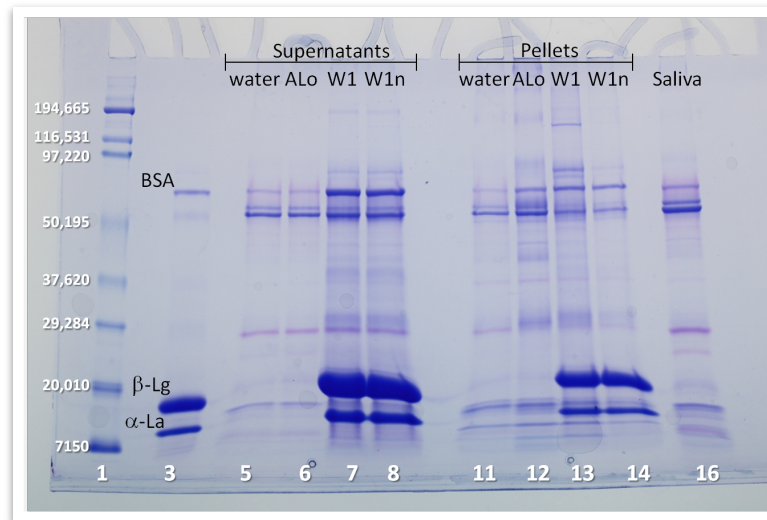 Supernatants
Pellets
water ALo W1 W1n
water ALo W1 W1n
Saliva
194,665
116,531
97,220
BSA
50,195
37,620
29,284
20,010
β-Lg
α-La
7150
1 3 5 6 7 8 11 12 13 14 16